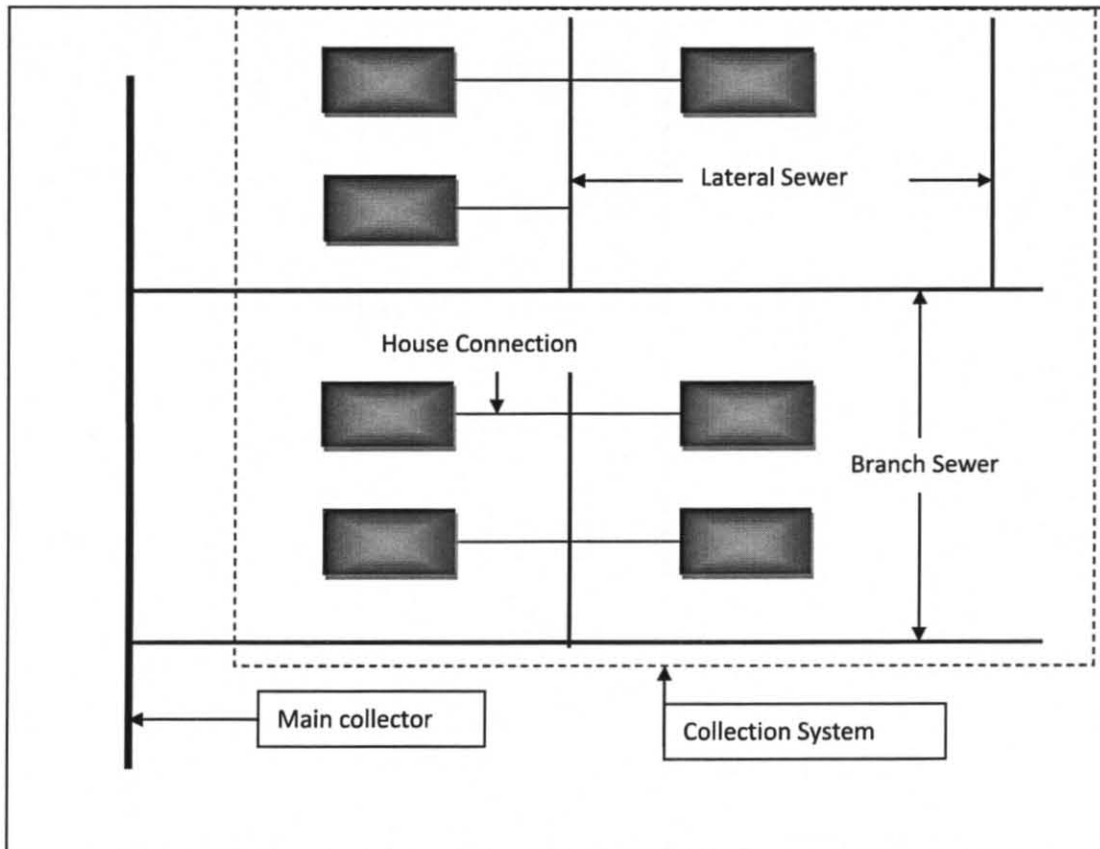 Lateral Sewer
House Connection
Branch Sewer
Main collector
Collection System